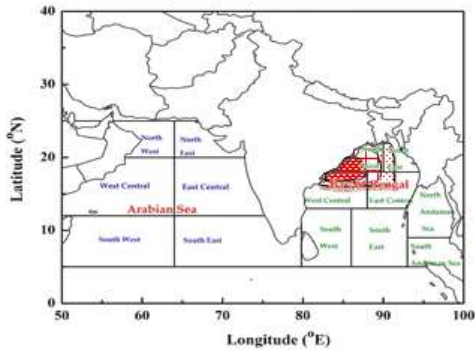 40
30
20
10
0
50
60
70
80
90
100
Latitude (°N)
Longitude (°E)
North
West
North
East
West Central
East Central
Arabian Sea
South West
South East
Bengal
West Central
East Central
South
West
South
East
North
Andaman
Sea
South
Andaman Sea